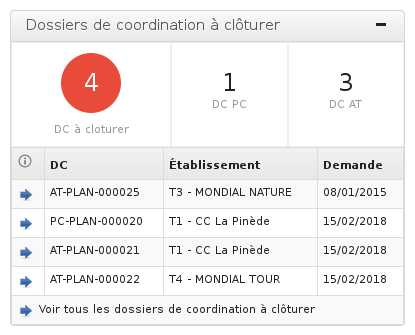 Dossiers de coordination à clôturer
4 1 3
DC à cloturer DC PC DC AT
DC Établissement Demande
AT-PLAN-000025 T3 - MONDIAL NATURE 08/01/2015
PC-PLAN-000020 T1 - CC La Pinède 15/02/2018
AT-PLAN-000021 T1 - CC La Pinède 15/02/2018
AT-PLAN-000022 T4 - MONDIAL TOUR 15/02/2018
Voir tous les dossiers de coordination à clôturer